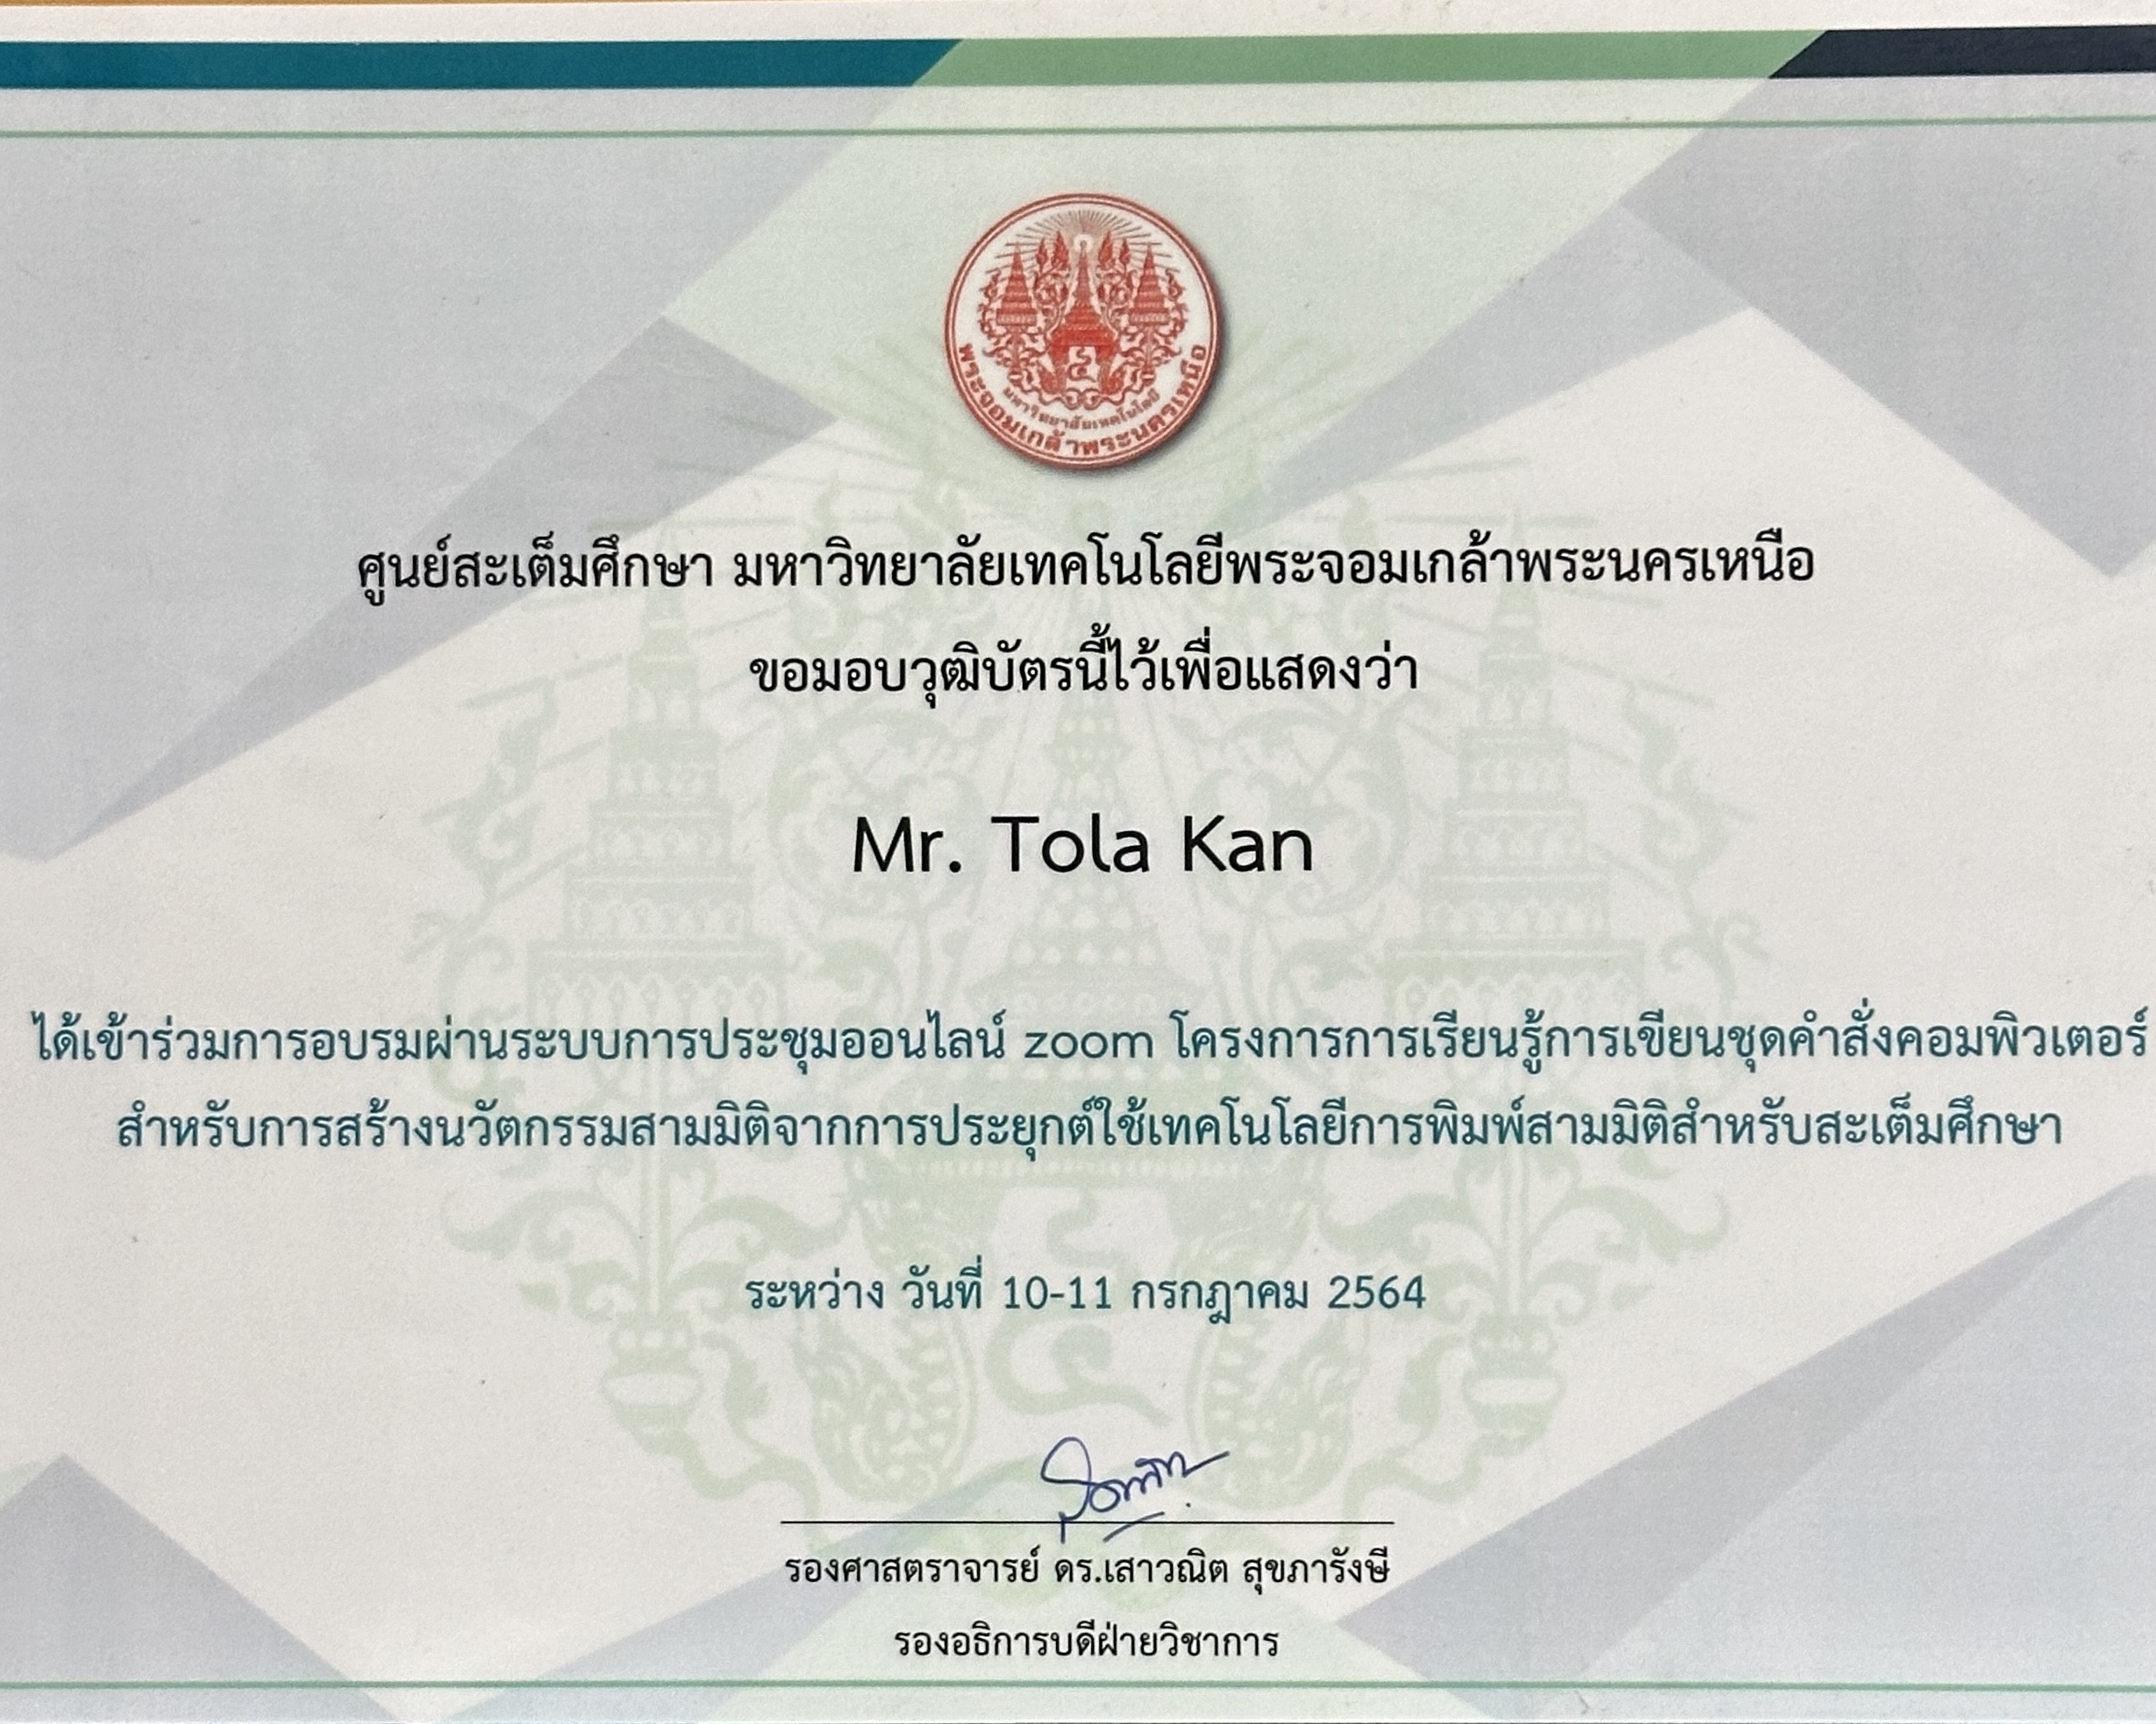 มหาวิทยาลัยเทคโนโลยี
พระจอมเกล้าพระนครเหนือ
ศูนย์สะเต็มศึกษา มหาวิทยาลัยเทคโนโลยีพระจอมเกล้าพระนครเหนือ
ขอมอบวุฒิบัตรนี้ไว้เพื่อแสดงว่า
Mr. Tola Kan
ได้เข้าร่วมการอบรมผ่านระบบการประชุมออนไลน์ zoom โครงการการเรียนรู้การเขียนชุดคำสั่งคอมพิวเตอร์
สำหรับการสร้างนวัตกรรมสามมิติจากการประยุกต์ใช้เทคโนโลยีการพิมพ์สามมิติสำหรับสะเต็มศึกษา
ระหว่าง วันที่ 10-11 กรกฎาคม 2564
รองศาสตราจารย์ ดร.เสาวณิต สุขภารังษี
รองอธิการบดีฝ่ายวิชาการ